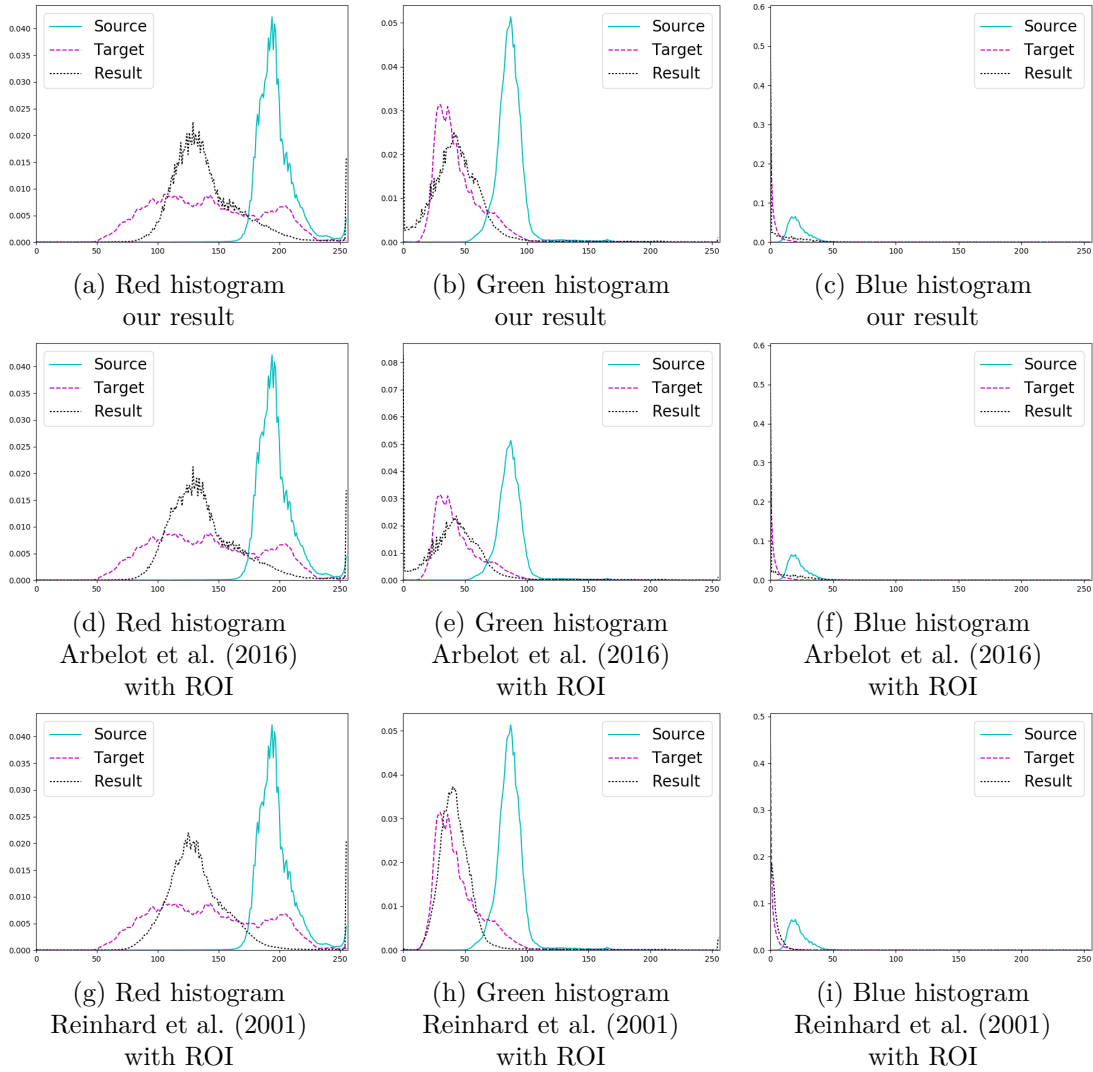 0.040
0.035
0.030
0.025
0.020
0.015
0.010
0.005
0.000
0 50 100 150 200 250
Source
Target
Result
(a) Red histogram
our result
0.05
0.04
0.03
0.02
0.01
0.00
0 50 100 150 200 250
Source
Target
Result
(b) Green histogram
our result
0.6
0.5
0.4
0.3
0.2
0.1
0.0
0 50 100 150 200 250
Source
Target
Result
(c) Blue histogram
our result
0.040
0.035
0.030
0.025
0.020
0.015
0.010
0.005
0.000
0 50 100 150 200 250
Source
Target
Result
(d) Red histogram
Arbelot et al. (2016)
with ROI
0.08
0.07
0.06
0.05
0.04
0.03
0.02
0.01
0.00
0 50 100 150 200 250
Source
Target
Result
(e) Green histogram
Arbelot et al. (2016)
with ROI
0.6
0.5
0.4
0.3
0.2
0.1
0.0
0 50 100 150 200 250
Source
Target
Result
(f) Blue histogram
Arbelot et al. (2016)
with ROI
0.040
0.035
0.030
0.025
0.020
0.015
0.010
0.005
0.000
0 50 100 150 200 250
Source
Target
Result
(g) Red histogram
Reinhard et al. (2001)
with ROI
0.05
0.04
0.03
0.02
0.01
0.00
0 50 100 150 200 250
Source
Target
Result
(h) Green histogram
Reinhard et al. (2001)
with ROI
0.5
0.4
0.3
0.2
0.1
0.0
0 50 100 150 200 250
Source
Target
Result
(i) Blue histogram
Reinhard et al. (2001)
with ROI